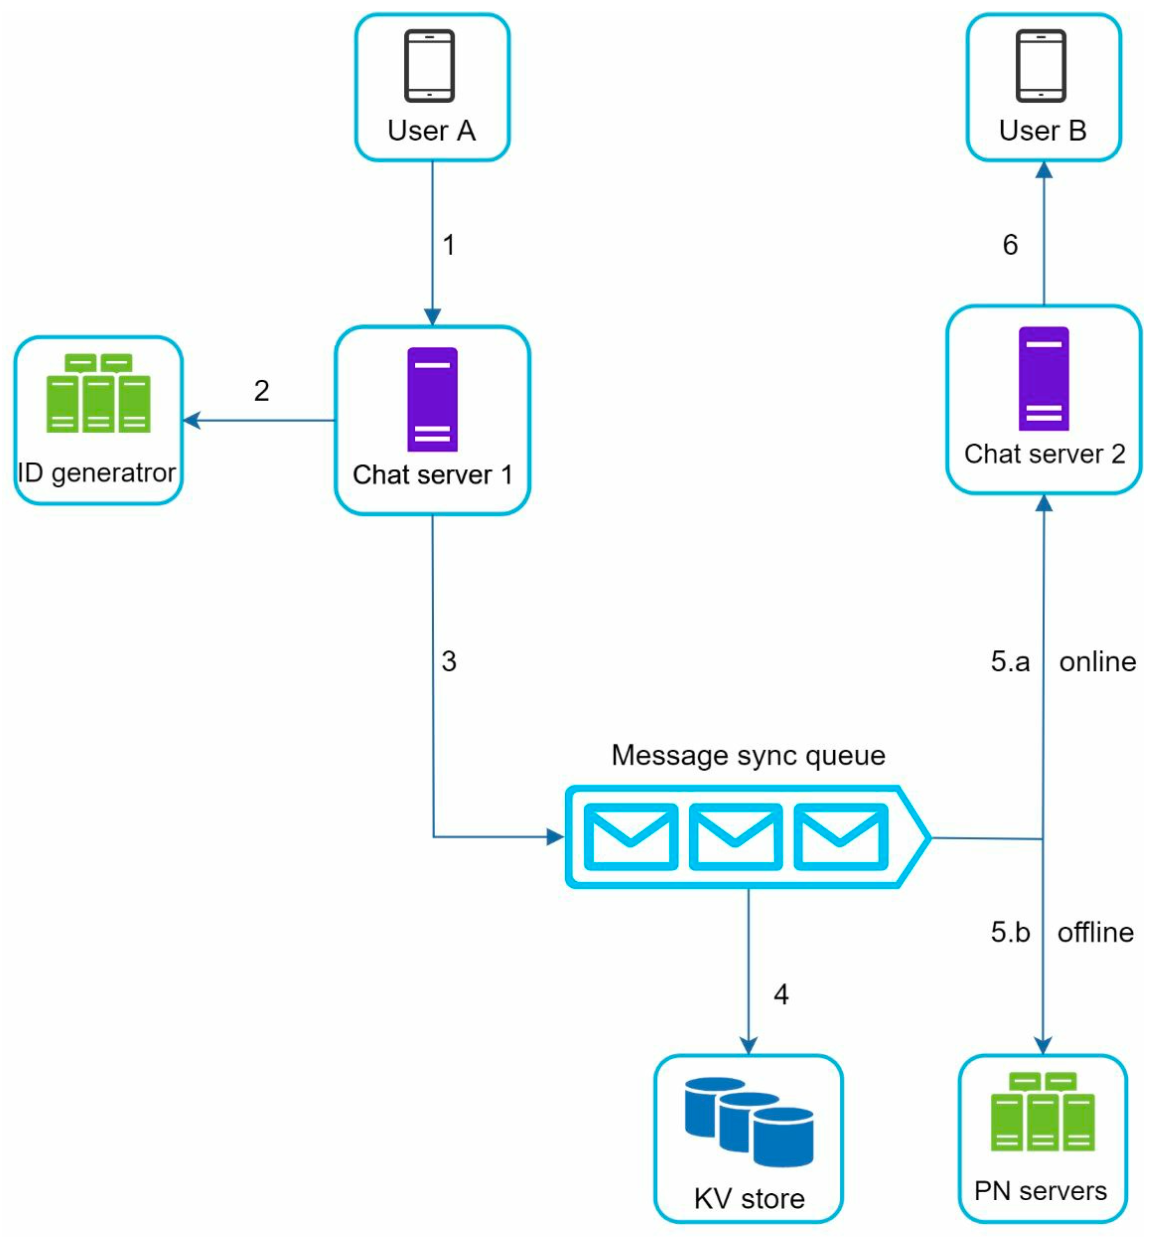 User A
User B
1
6
2
ID generatror
Chat server 1
Chat server 2
3
5.a online
Message sync queue
5.b offline
4
KV store
PN servers